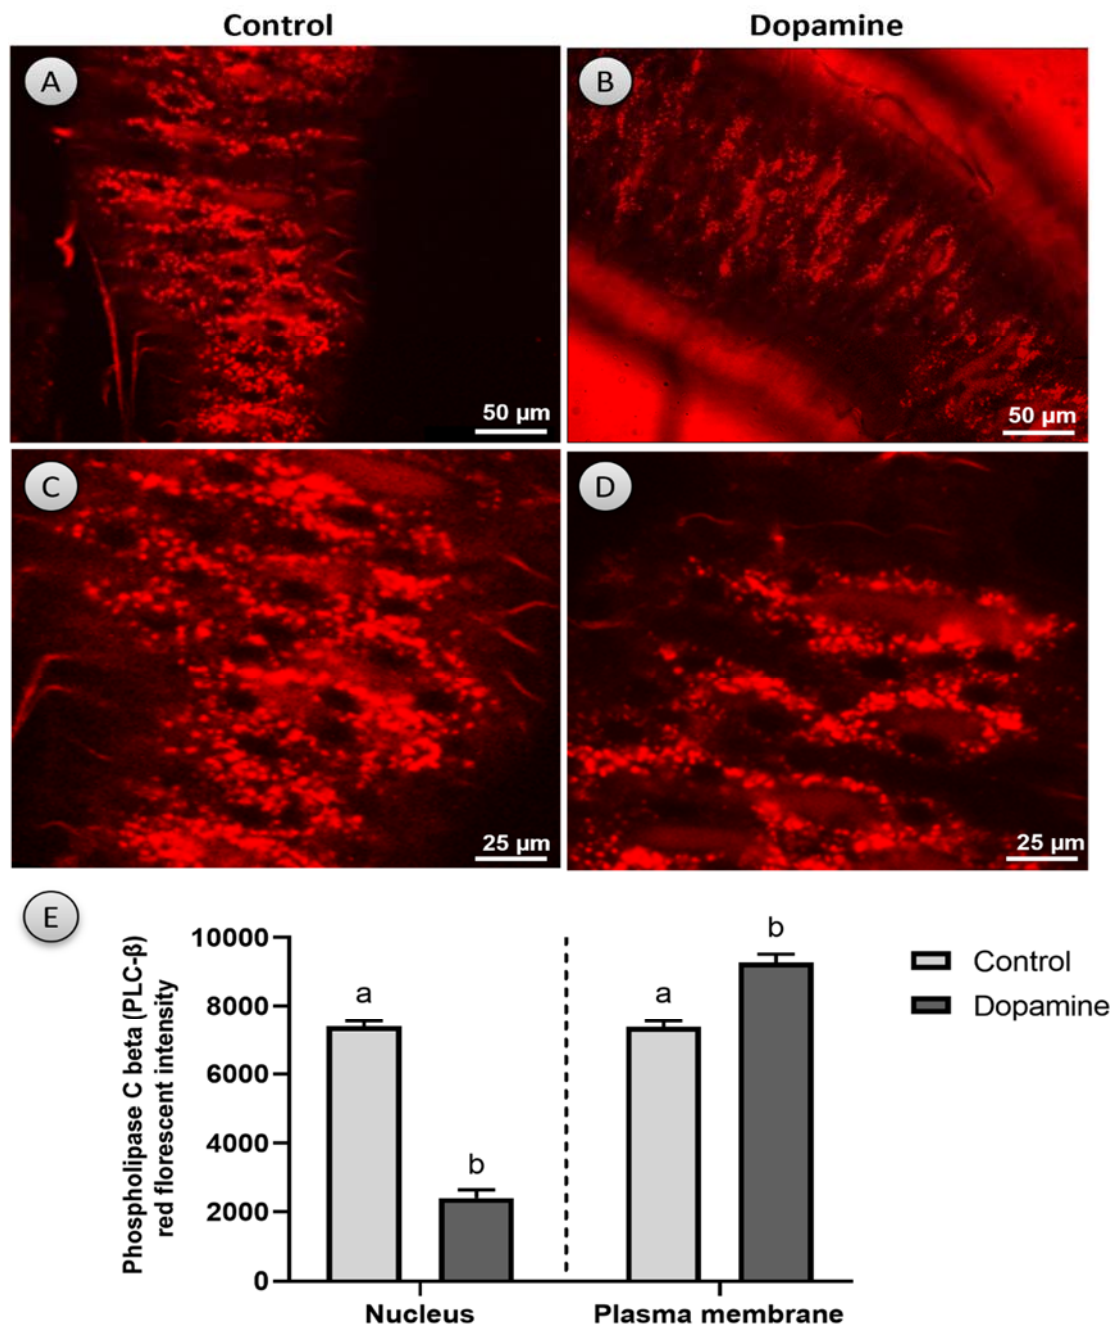 Control
Dopamine
A
B
50 µm
50 µm
C
D
25 µm
25 µm
E
Phospholipase C beta (PLC-β)
red florescent intensity
10000
8000
6000
4000
2000
0
a
b
a
b
Nucleus
Plasma membrane
Control
Dopamine